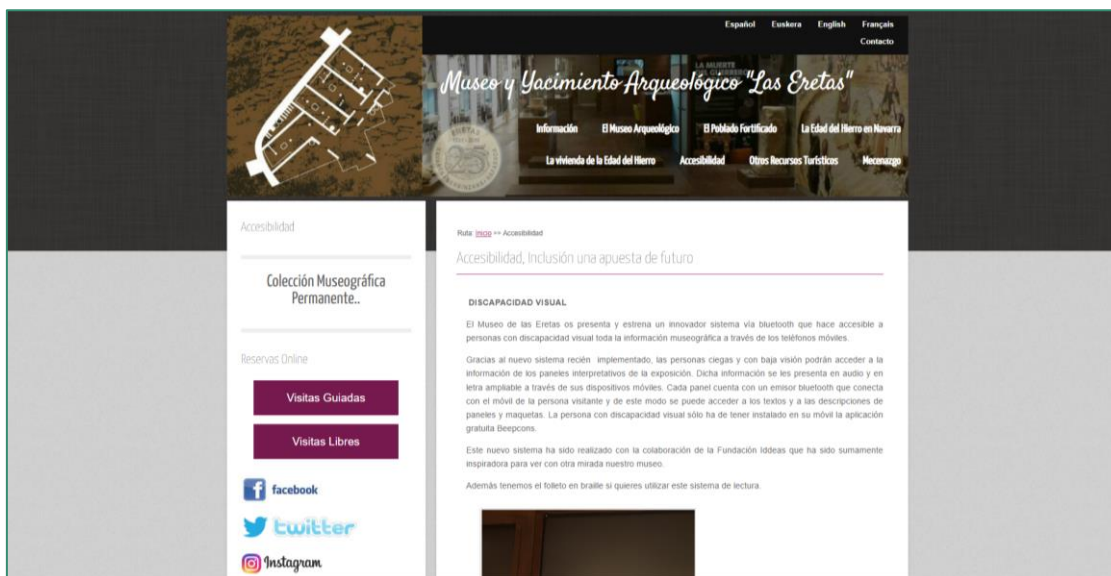 Español Euskera English Français
Contacto
LA MUERTE
Museo y Yacimiento Arqueológico "Las Eretas"
Información El Museo Arqueológico El Poblado Fortificado La Edad del Hierro en Navarra
La vivienda de la Edad del Hierro Accesibilidad Otros Recursos Turísticos Mecenazgo
ERETAS
25
Accesibilidad
Colección Museográfica
Permanente..
Reservas Online
Visitas Guiadas
Visitas Libres
facebook
twitter
Instagram
Ruta: Inicio >> Accesibilidad
Accesibilidad, Inclusión una apuesta de futuro
DISCAPACIDAD VISUAL
El Museo de las Eretas os presenta y estrena un innovador sistema vía bluetooth que hace accesible a
personas con discapacidad visual toda la información museográfica a través de los teléfonos móviles.
Gracias al nuevo sistema recién implementado, las personas ciegas y con baja visión podrán acceder a la
información de los paneles interpretativos de la exposición. Dicha información se les presenta en audio y en
letra ampliable a través de sus dispositivos móviles. Cada panel cuenta con un emisor bluetooth que conecta
con el móvil de la persona visitante y de este modo se puede acceder a los textos y a las descripciones de
paneles y maquetas. La persona con discapacidad visual sólo ha de tener instalado en su móvil la aplicación
gratuita Beepcons.
Este nuevo sistema ha sido realizado con la colaboración de la Fundación Iddeas que ha sido sumamente
inspiradora para ver con otra mirada nuestro museo.
Además tenemos el folleto en braille si quieres utilizar este sistema de lectura.